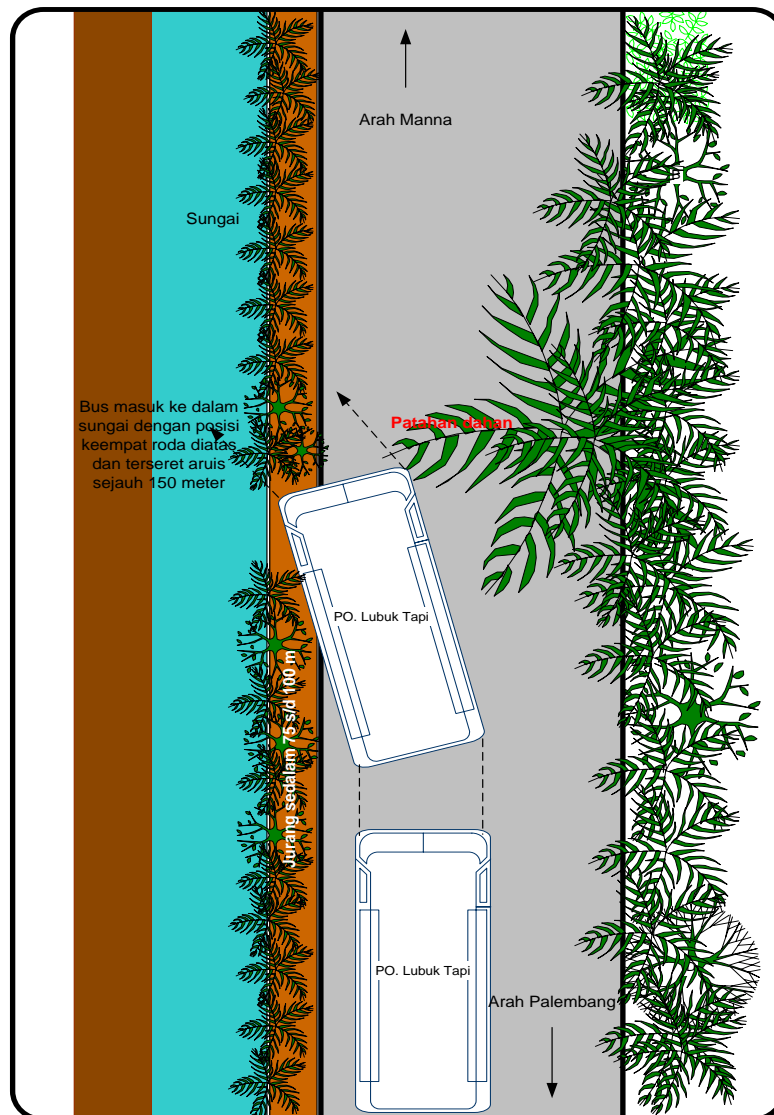 Arah Manna
Sungai
Bus masuk ke dalam
sungai dengan posisi
keempat roda diatas
dan terseret aruis
sejauh 150 meter
Patahan dahan
PO. Lubuk Tapi
Jurang sedalam 75 s/d 100 m
PO. Lubuk Tapi
Arah Palembang